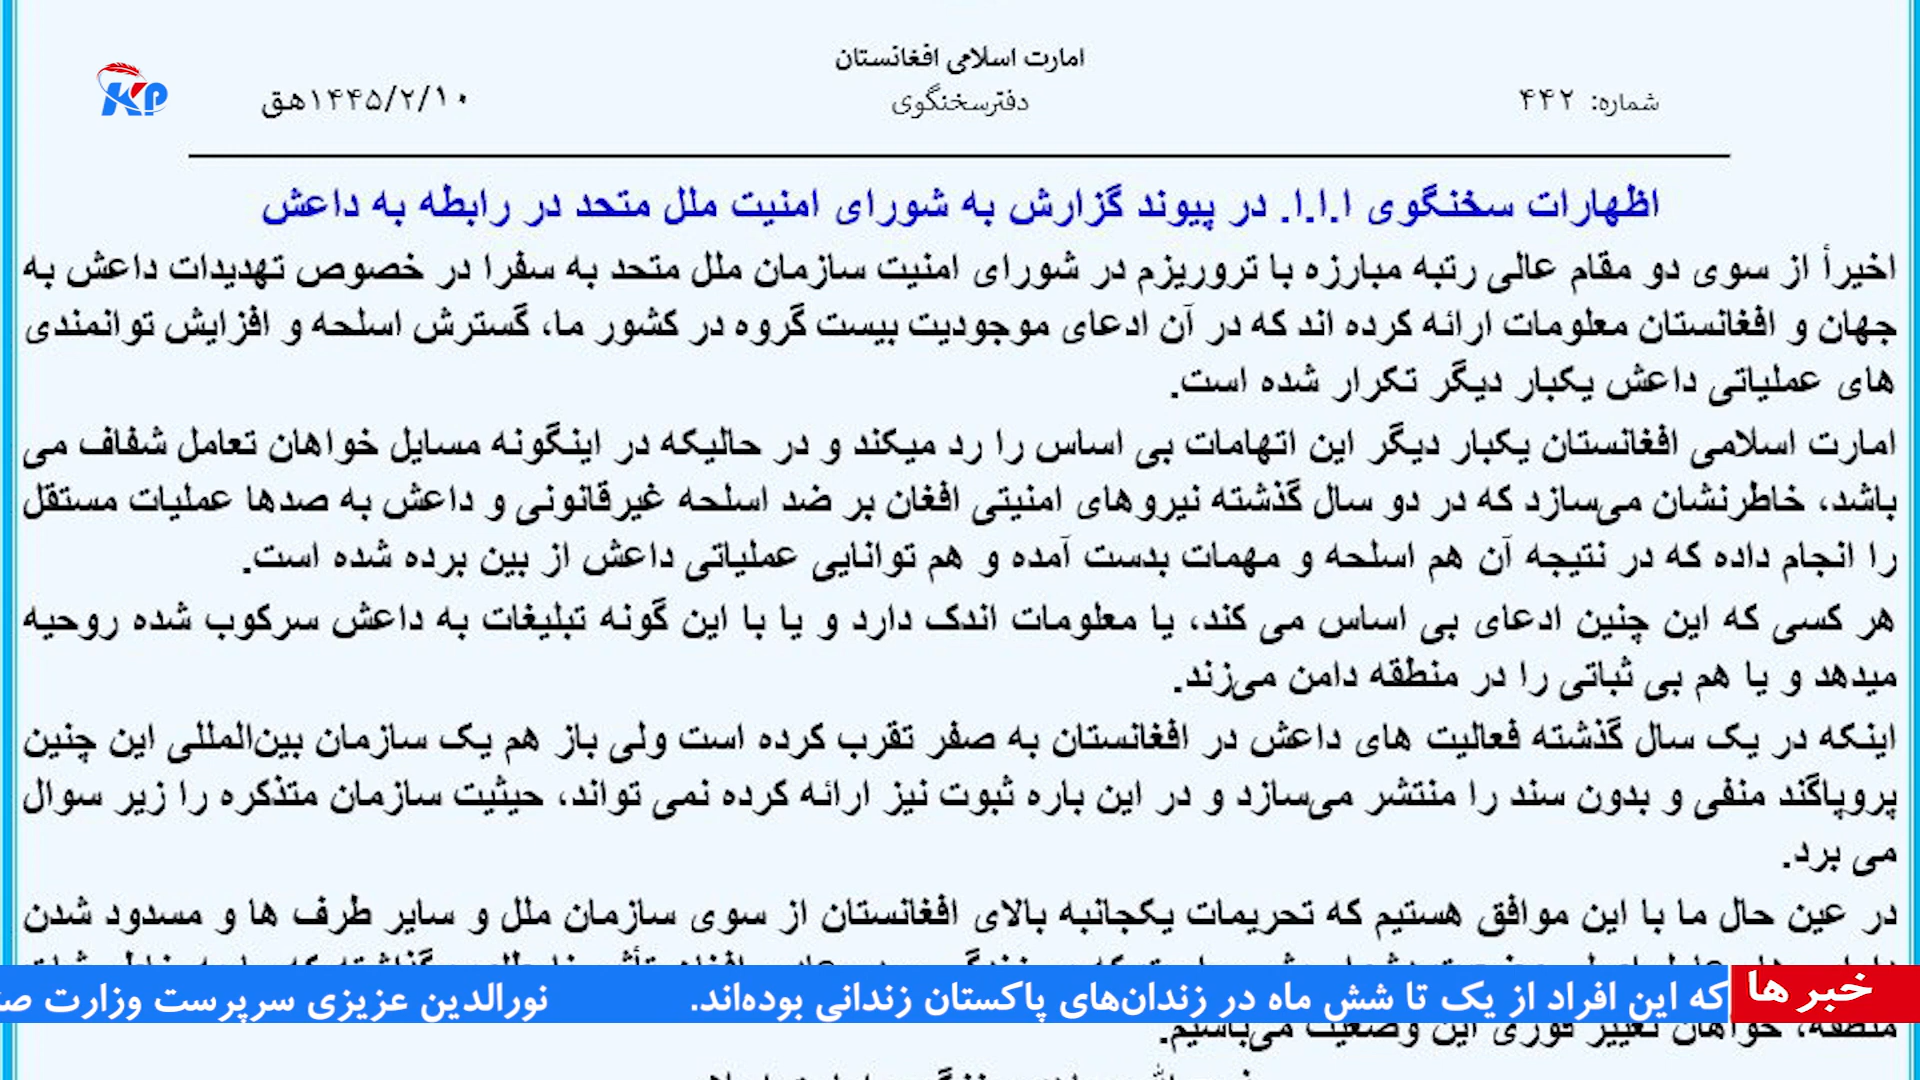 امارت اسلامی افغانستان
KP
شماره: ۴۴۲
دفترسخنگوی
۱۴۴۵/۲/۱۰هـق
اظهارات سخنگوی ا.ا.ا. در پیوند گزارش به شورای امنیت ملل متحد در رابطه به داعش
اخیراً از سوی دو مقام عالی رتبه مبارزه با تروریزم در شورای امنیت سازمان ملل متحد به سفرا در خصوص تهدیدات داعش به
جهان و افغانستان معلومات ارائه کرده اند که در آن ادعای موجودیت بیست گروه در کشور ما، گسترش اسلحه و افزایش توانمندی
های عملیاتی داعش یکبار دیگر تکرار شده است.
امارت اسلامی افغانستان یکبار دیگر این اتهامات بی اساس را رد میکند و در حالیکه در اینگونه مسایل خواهان تعامل شفاف می
باشد، خاطرنشان می‌سازد که در دو سال گذشته نیروهای امنیتی افغان بر ضد اسلحه غیرقانونی و داعش به صدها عملیات مستقل
را انجام داده که در نتیجه آن هم اسلحه و مهمات بدست آمده و هم توانایی عملیاتی داعش از بین برده شده است.
هر کسی که این چنین ادعای بی اساس می کند، یا معلومات اندک دارد و یا با این گونه تبلیغات به داعش سرکوب شده روحیه
میدهد و یا هم بی ثباتی را در منطقه دامن می‌زند.
اینکه در یک سال گذشته فعالیت های داعش در افغانستان به صفر تقرب کرده است ولی باز هم یک سازمان بین‌المللی این چنین
پروپاگند منفی و بدون سند را منتشر می‌سازد و در این باره ثبوت نیز ارائه کرده نمی تواند، حیثیت سازمان متذکره را زیر سوال
می برد.
در عین حال ما با این موافق هستیم که تحریمات یکجانبه بالای افغانستان از سوی سازمان ملل و سایر طرف ها و مسدود شدن
خبر ها
که این افراد از یک تا شش ماه در زندان‌های پاکستان زندانی بوده‌اند. نورالدین عزیزی سرپرست وزارت
منطقه، خواهان تغییر فوری این وضعیت می‌باشیم.